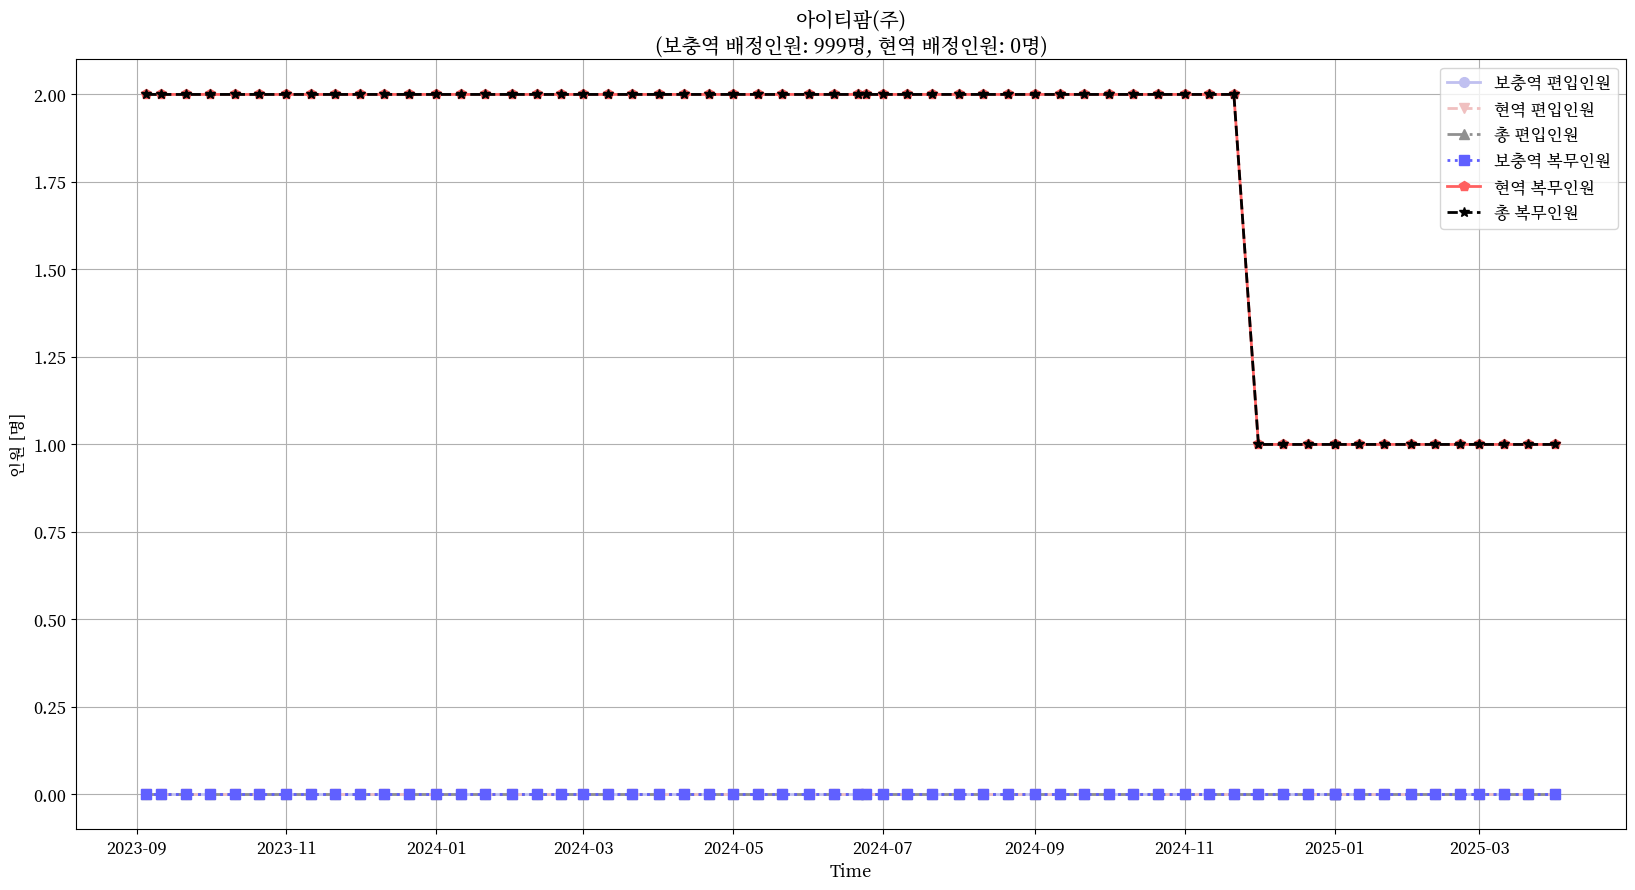 아이티팜(주)
(보충역 배정인원: 999명, 현역 배정인원: 0명)
보충역 편입인원
현역 편입인원
총 편입인원
보충역 복무인원
현역 복무인원
총 복무인원
인원 [명]
2.00
1.75
1.50
1.25
1.00
0.75
0.50
0.25
0.00
2023-09 2023-11 2024-01 2024-03 2024-05 2024-07 2024-09 2024-11 2025-01 2025-03
Time